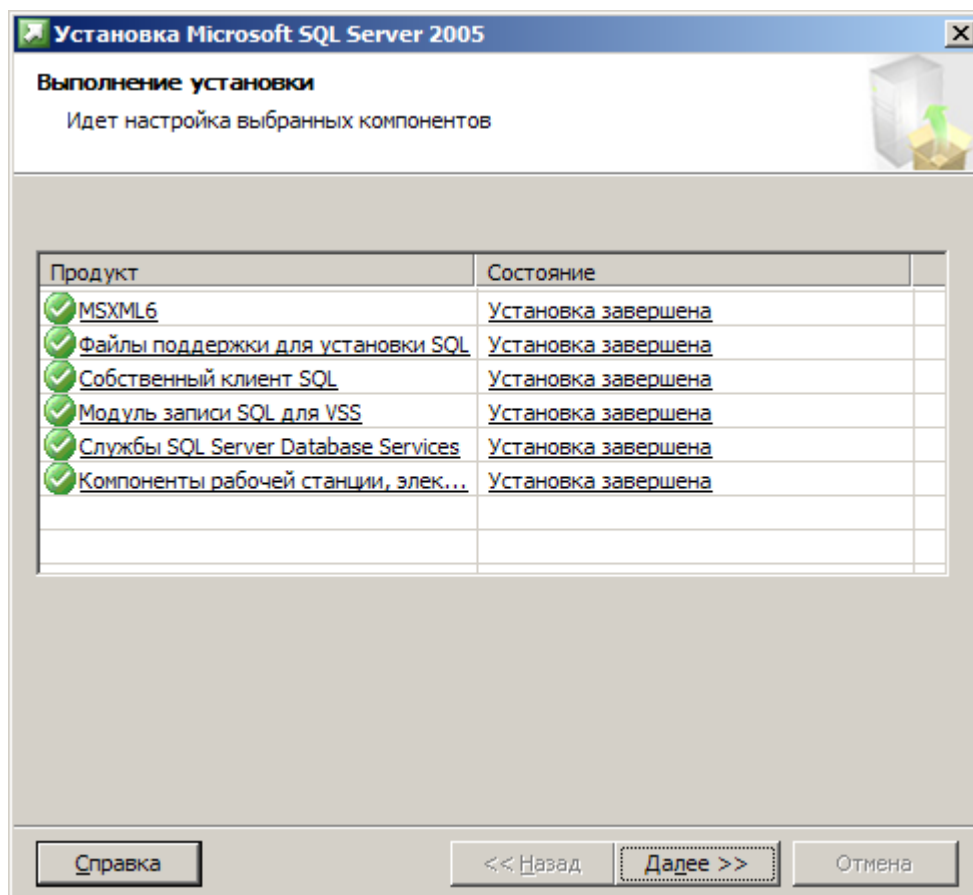 Установка Microsoft SQL Server 2005
Выполнение установки
Идет настройка выбранных компонентов
Продукт Состояние
MSXML6 Установка завершена
Файлы поддержки для установки SQL Установка завершена
Собственный клиент SQL Установка завершена
Модуль записи SQL для VSS Установка завершена
Службы SQL Server Database Services Установка завершена
Компоненты рабочей станции, элек... Установка завершена
Справка << Назад Далее >> Отмена